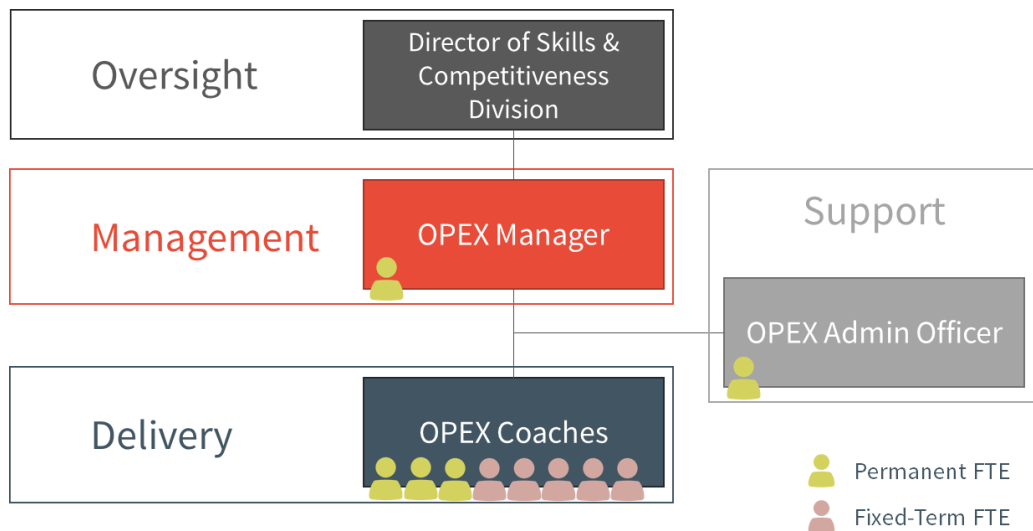 Oversight
Director of Skills &
Competitiveness
Division
Management
OPEX Manager
Support
OPEX Admin Officer
Delivery
OPEX Coaches
Permanent FTE
Fixed-Term FTE